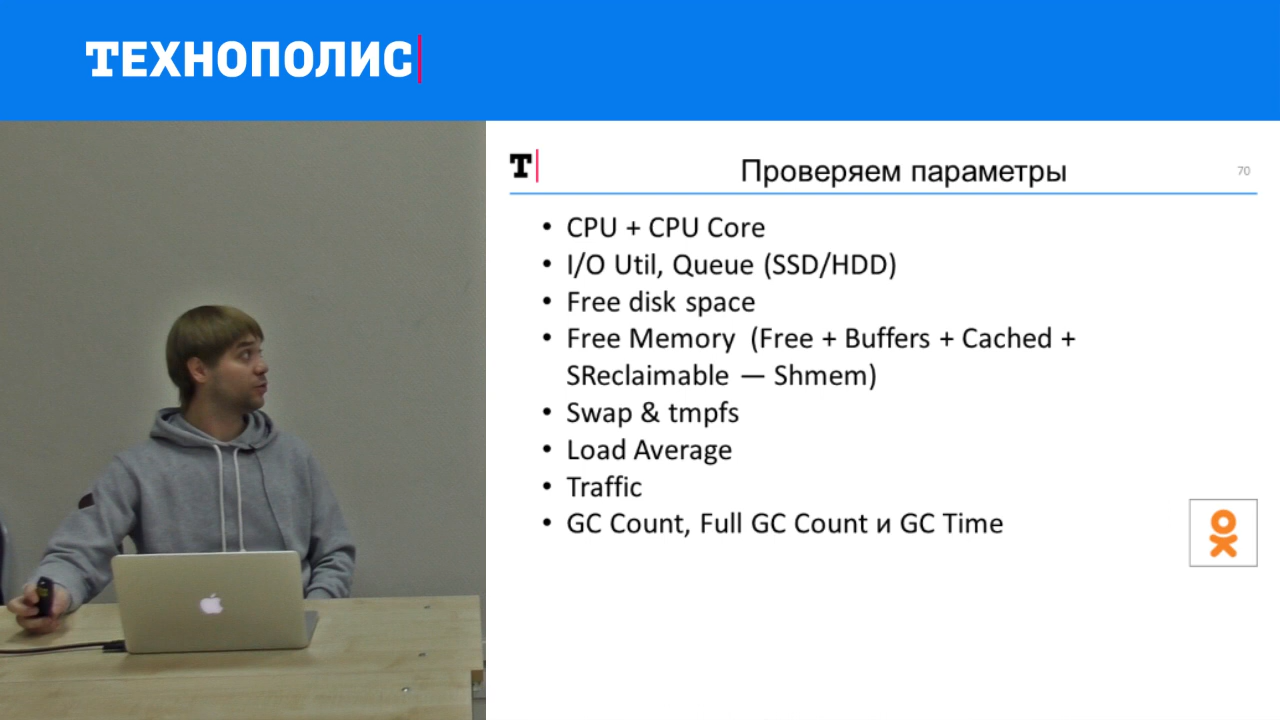 ТЕХНОПОЛИС
Т
Проверяем параметры
70
• CPU + CPU Core
• I/O Util, Queue (SSD/HDD)
• Free disk space
• Free Memory (Free + Buffers + Cached +
SReclaimable — Shmem)
• Swap & tmpfs
• Load Average
• Traffic
• GC Count, Full GC Count и GC Time